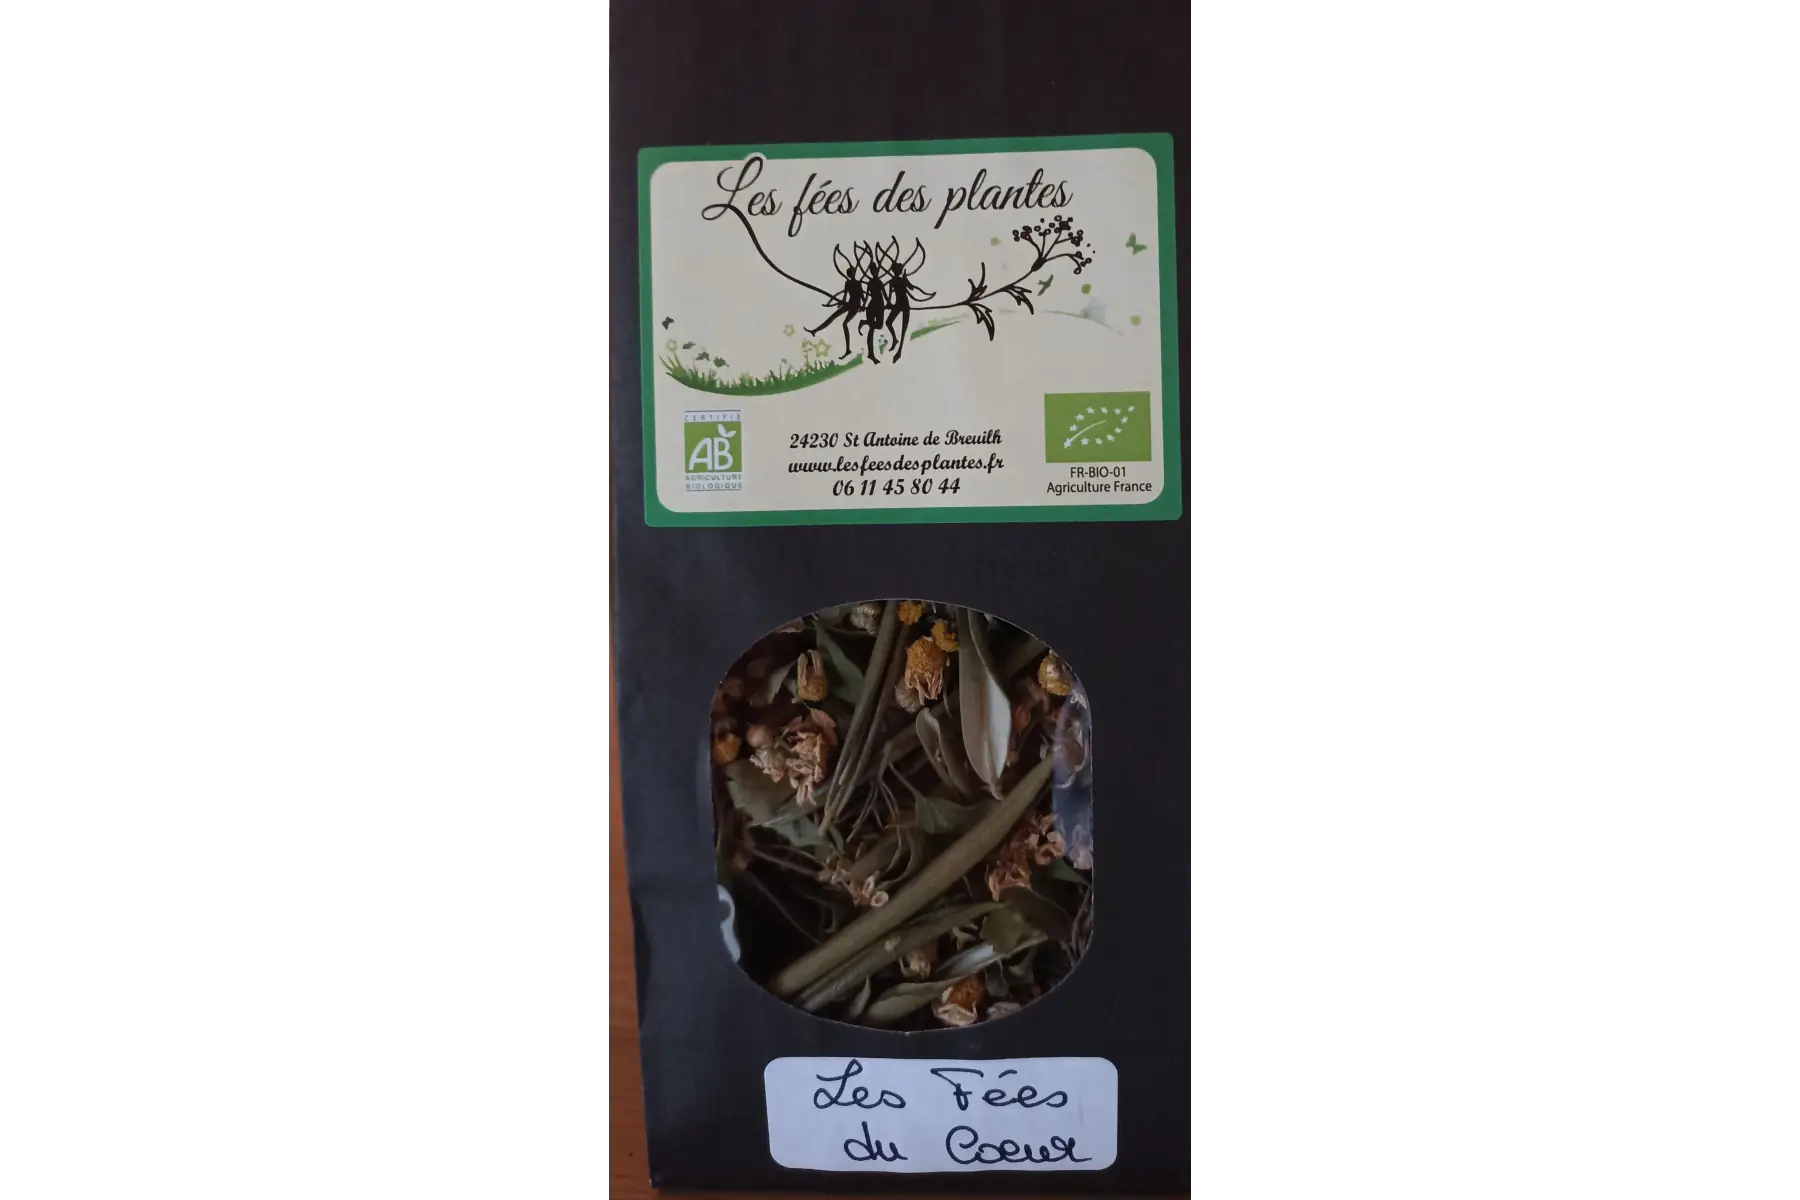 Les fées des plantes
CERTIFIÉ
AB
AGRICULTURE
BIOLOGIQUE
24230 St Antoine de Breuilh
www.lesfeesdesplantes.fr
06 11 45 80 44
FR-BIO-01
Agriculture France
Les Fées
du Coeur